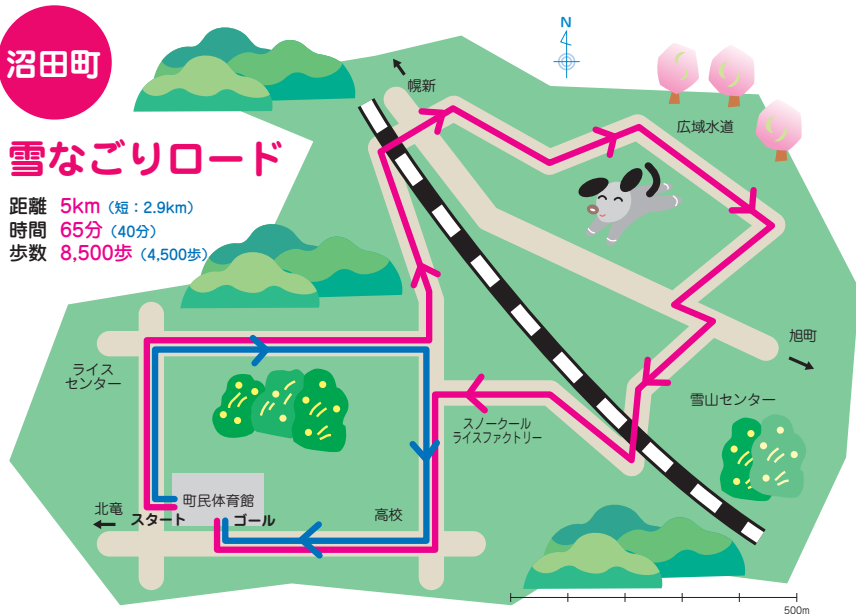 沼田町
雪なごりロード
距離 5km（短：2.9km）
時間 65分（40分）
歩数 8,500歩（4,500歩）
N
幌新
広域水道
旭町
ライス
センター
雪山センター
スノークール
ライスファクトリー
町民体育館
北竜
スタート
ゴール
高校
500m